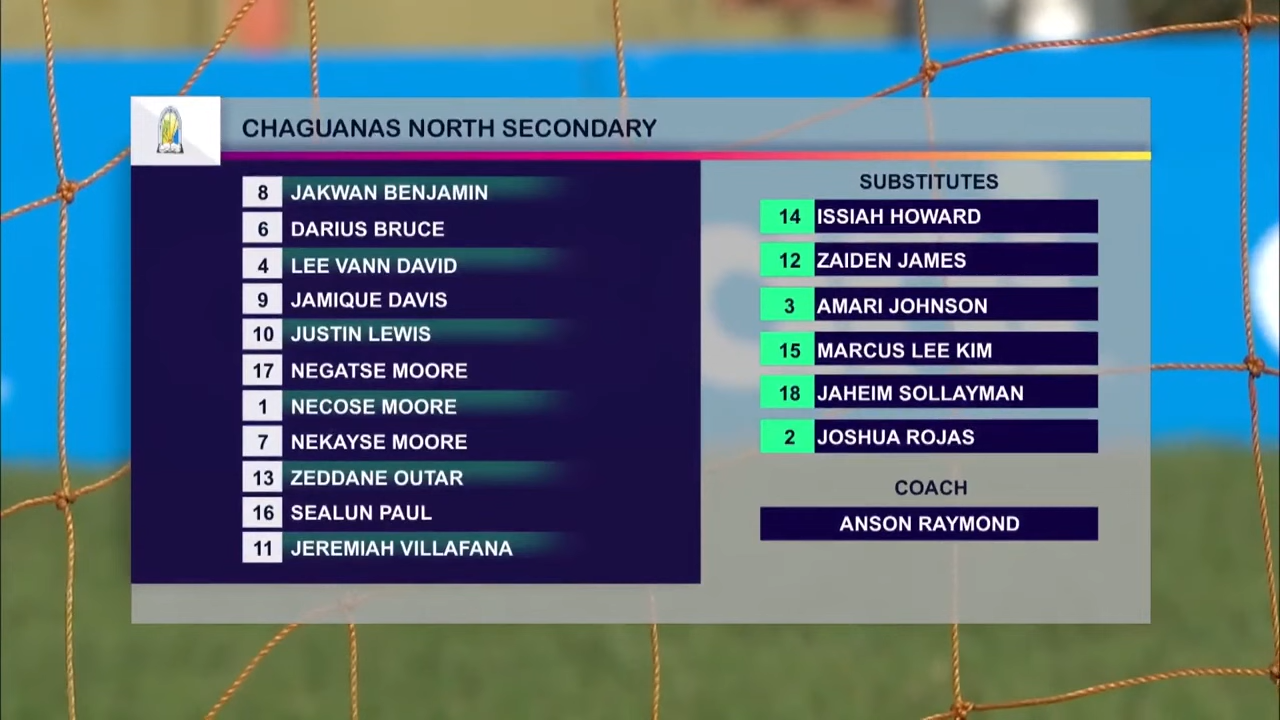 CHAGUANAS NORTH SECONDARY
8 JAKWAN BENJAMIN
6 DARIUS BRUCE
4 LEE VANN DAVID
9 JAMIQUE DAVIS
10 JUSTIN LEWIS
17 NEGATSE MOORE
1 NECOSE MOORE
7 NEKAYSE MOORE
13 ZEDDANE OUTAR
16 SEALUN PAUL
11 JEREMIAH VILLAFANA
SUBSTITUTES
14 ISSIAH HOWARD
12 ZAIDEN JAMES
3 AMARI JOHNSON
15 MARCUS LEE KIM
18 JAHEIM SOLLAYMAN
2 JOSHUA ROJAS
COACH
ANSON RAYMOND